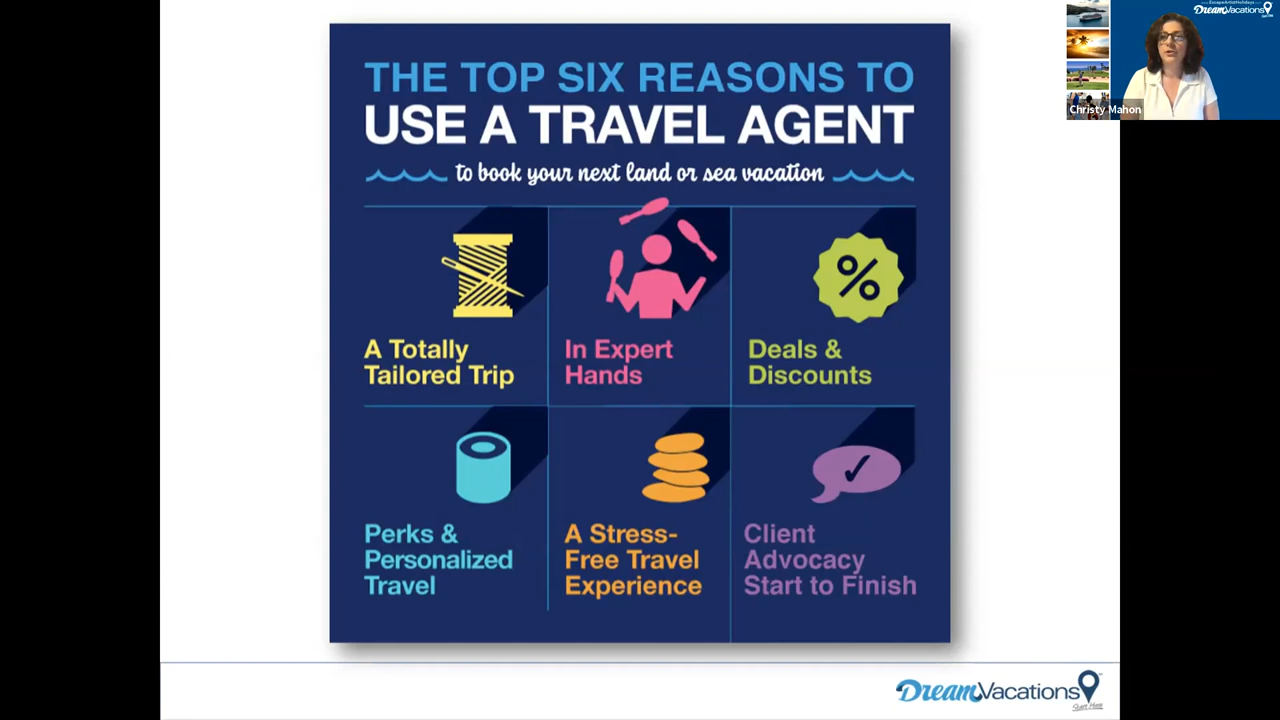 THE TOP SIX REASONS TO
USE A TRAVEL AGENT
to book your next land or sea vacation
%
A Totally
Tailored Trip
In Expert
Hands
Deals &
Discounts
Perks &
Personalized
Travel
A Stress-
Free Travel
Experience
Client
Advocacy
Start to Finish
DreamVacations
Start Here
DreamVacations
Christy Mahon